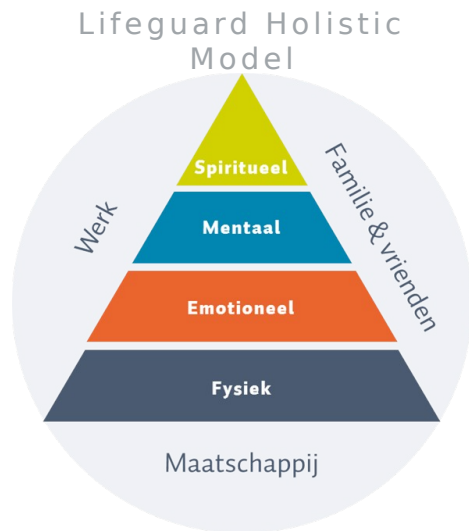 Lifeguard Holistic
Model
Spiritueel
Werk
Familie & vrienden
Mentaal
Emotioneel
Fysiek
Maatschappij